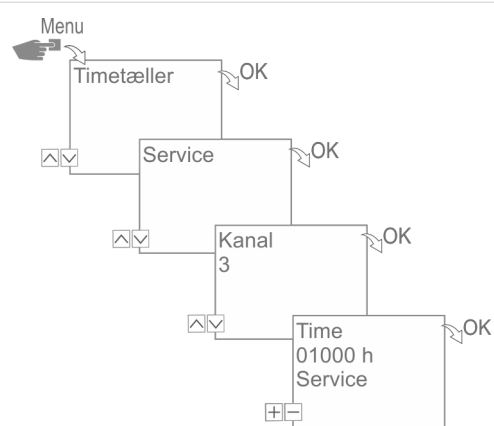 Menu
Timetæller
OK
Service
OK
Kanal
3
OK
Time
01000 h
Service
OK